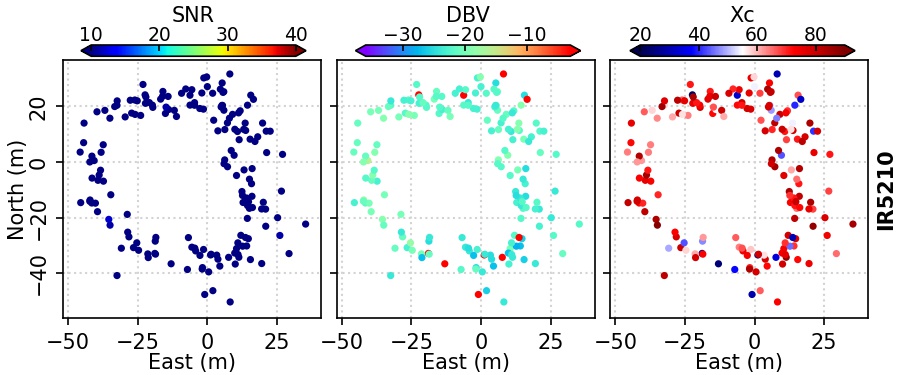 SNR DBV Xc
10 20 30 40 −30 −20 −10 20 40 60 80
20
0
−20
−40
North (m)
IR5210
−50 −25 0 25 −50 −25 0 25 −50 −25 0 25
East (m) East (m) East (m)